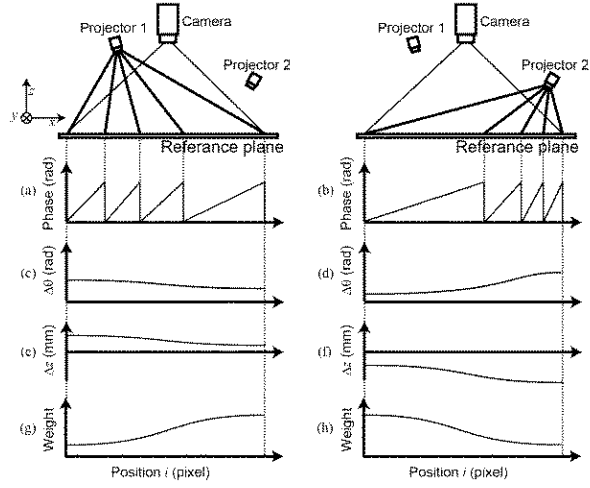 Camera
Projector 1
Projector 2
z
y
x
Referance plane
(a)
Phase (rad)
(c)
Δθ (rad)
(e)
Δz (mm)
(g)
Weight
Position i (pixel)
Camera
Projector 1
Projector 2
Referance plane
(b)
Phase (rad)
(d)
Δθ (rad)
(f)
Δz (mm)
(h)
Weight
Position i (pixel)